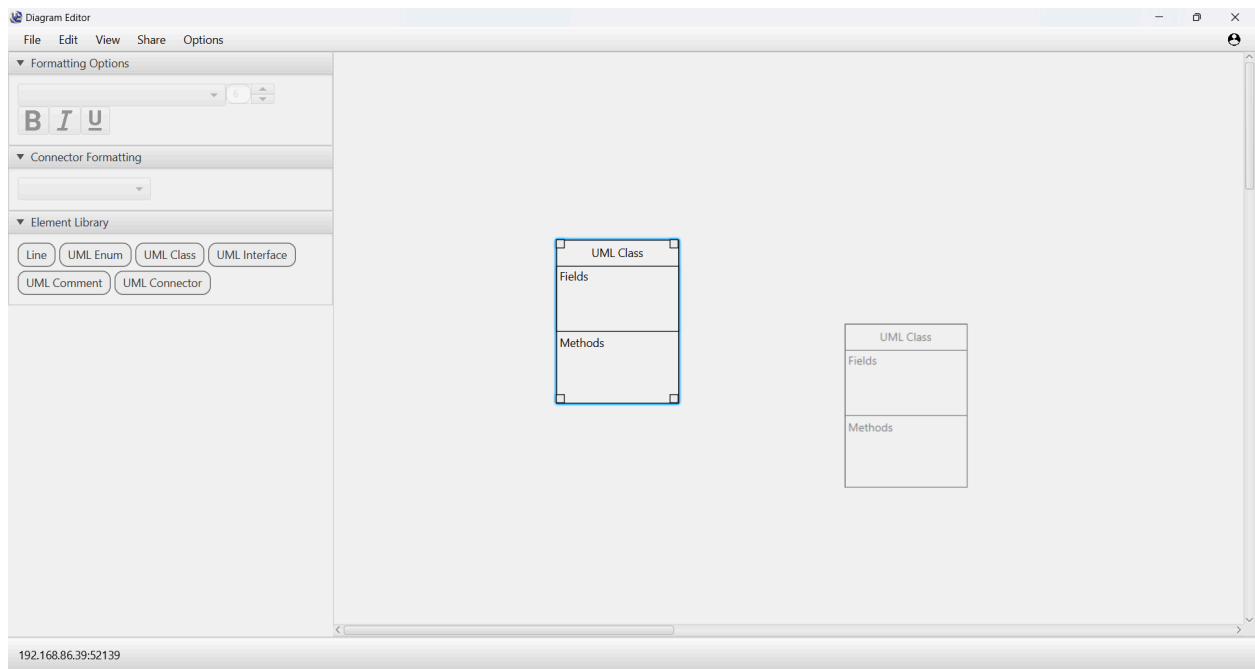 Diagram Editor
File Edit View Share Options
Formatting Options
6
B I U
Connector Formatting
Element Library
Line UML Enum UML Class UML Interface
UML Comment UML Connector
UML Class
Fields
Methods
UML Class
Fields
Methods
192.168.86.39:52139